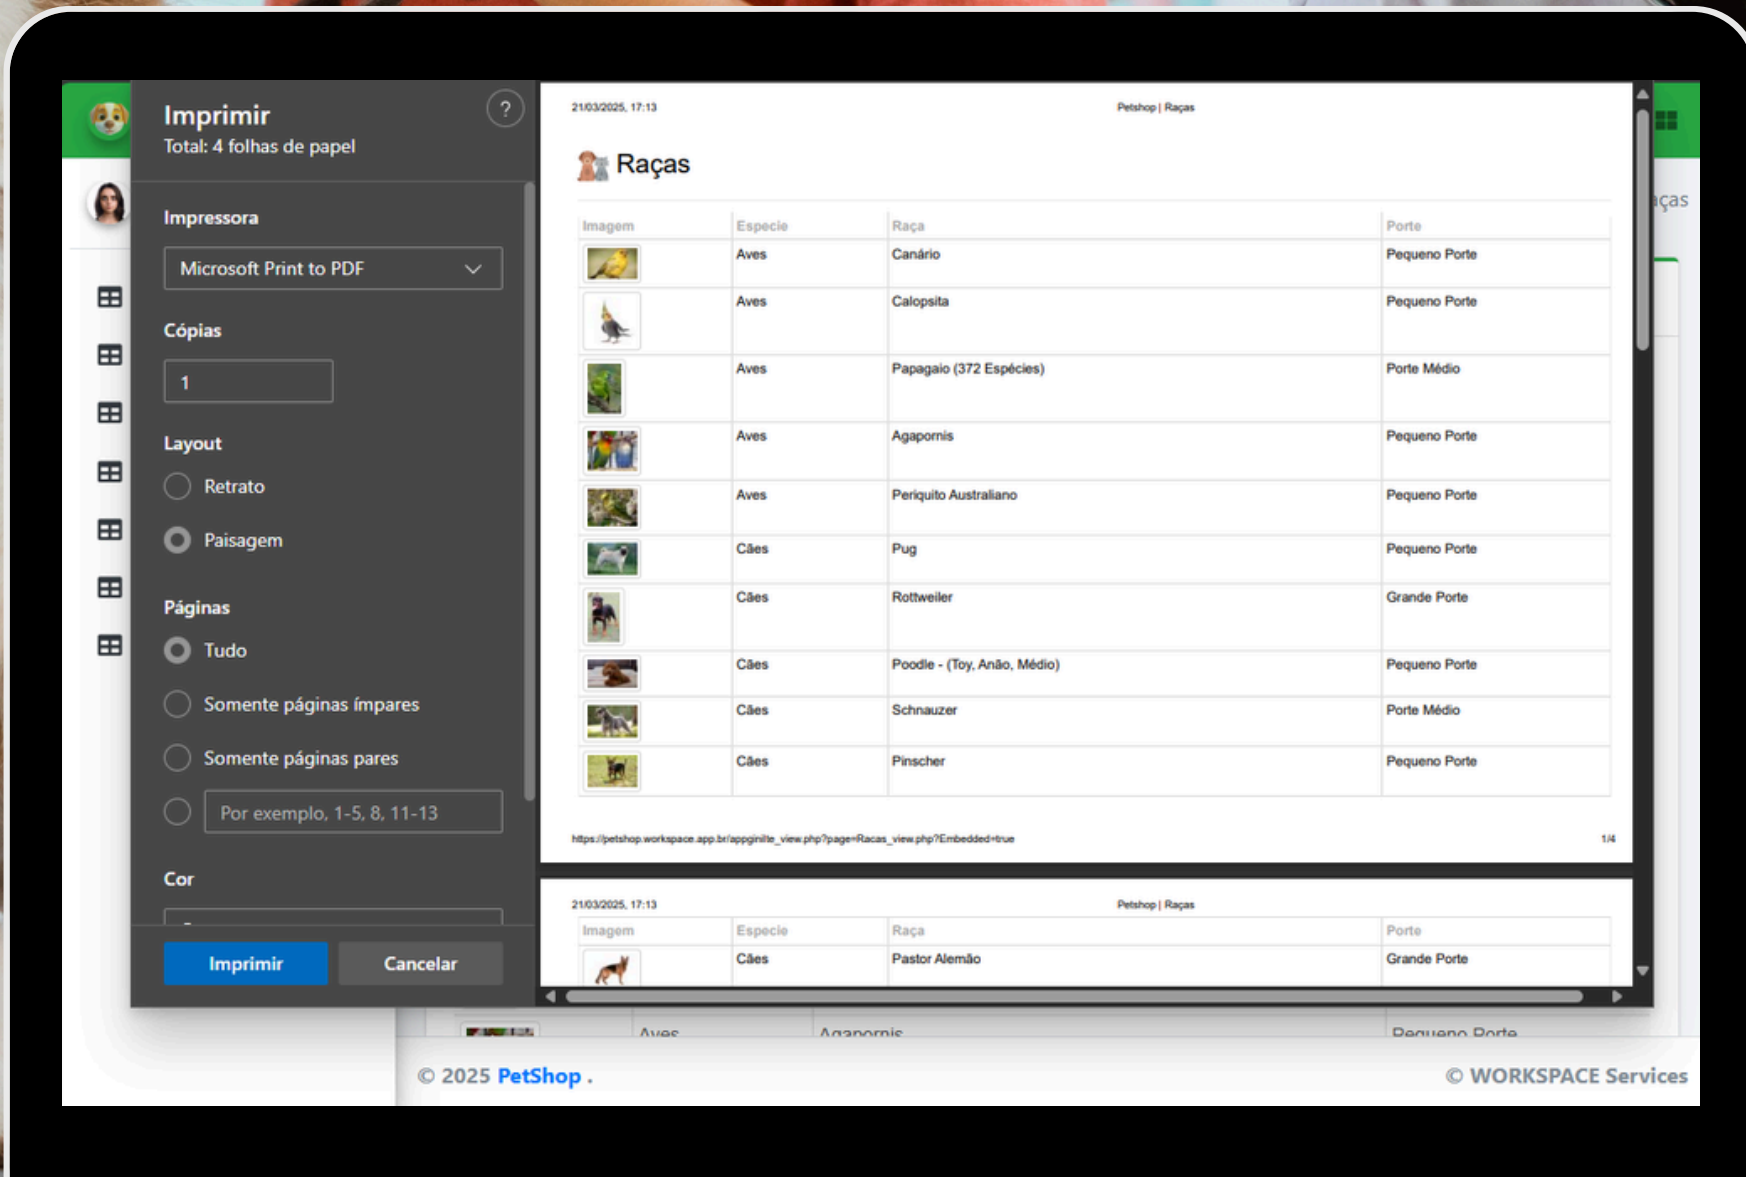 Imprimir
Total: 4 folhas de papel
?
Impressora
Microsoft Print to PDF
Cópias
1
Layout
Retrato
Paisagem
Páginas
Tudo
Somente páginas ímpares
Somente páginas pares
Por exemplo, 1-5, 8, 11-13
Cor
Imprimir Cancelar
21/03/2025, 17:13 Petshop | Raças
Raças
Imagem Especie Raça Porte
Aves Canário Pequeno Porte
Aves Calopsita Pequeno Porte
Aves Papagaio (372 Espécies) Porte Médio
Aves Agapornis Pequeno Porte
Aves Periquito Australiano Pequeno Porte
Cães Pug Pequeno Porte
Cães Rottweiler Grande Porte
Cães Poodle - (Toy, Anão, Médio) Pequeno Porte
Cães Schnauzer Porte Médio
Cães Pinscher Pequeno Porte
https://petshop.workspace.app.br/appginilte_view.php?page=Racas_view.php?Embedded=true 1/4
21/03/2025, 17:13 Petshop | Raças
Imagem Especie Raça Porte
Cães Pastor Alemão Grande Porte
aças
Aves Agapornis Pequeno Porte
© 2025 PetShop . © WORKSPACE Services